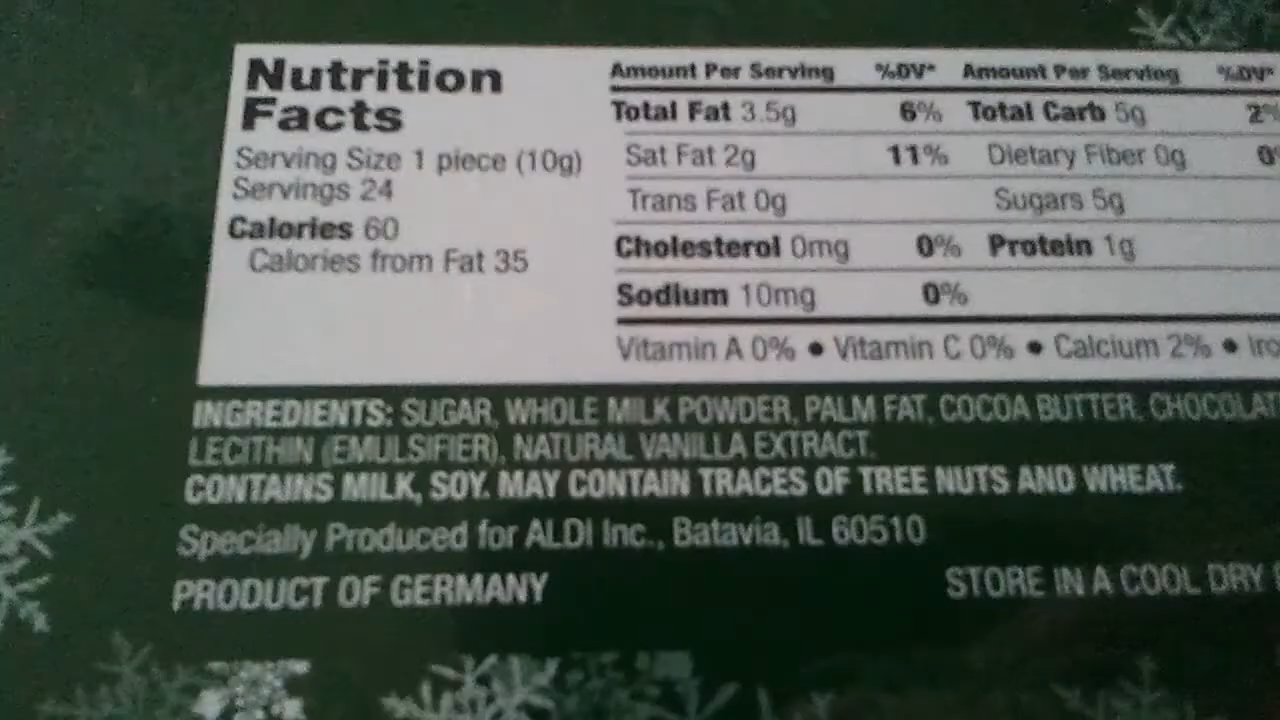 Nutrition
Facts
Serving Size 1 piece (10g)
Servings 24
Calories 60
Calories from Fat 35
Amount Per Serving %DV* Amount Per Serving %DV*
Total Fat 3.5g 6% Total Carb 5g 2%
Sat Fat 2g 11% Dietary Fiber 0g 0%
Trans Fat 0g Sugars 5g
Cholesterol 0mg 0% Protein 1g
Sodium 10mg 0%
Vitamin A 0% • Vitamin C 0% • Calcium 2% •
INGREDIENTS: SUGAR, WHOLE MILK POWDER, PALM FAT, COCOA BUTTER, CHOCOLAT
LECITHIN (EMULSIFIER), NATURAL VANILLA EXTRACT.
CONTAINS MILK, SOY. MAY CONTAIN TRACES OF TREE NUTS AND WHEAT.
Specially Produced for ALDI Inc., Batavia, IL 60510
PRODUCT OF GERMANY
STORE IN A COOL DRY